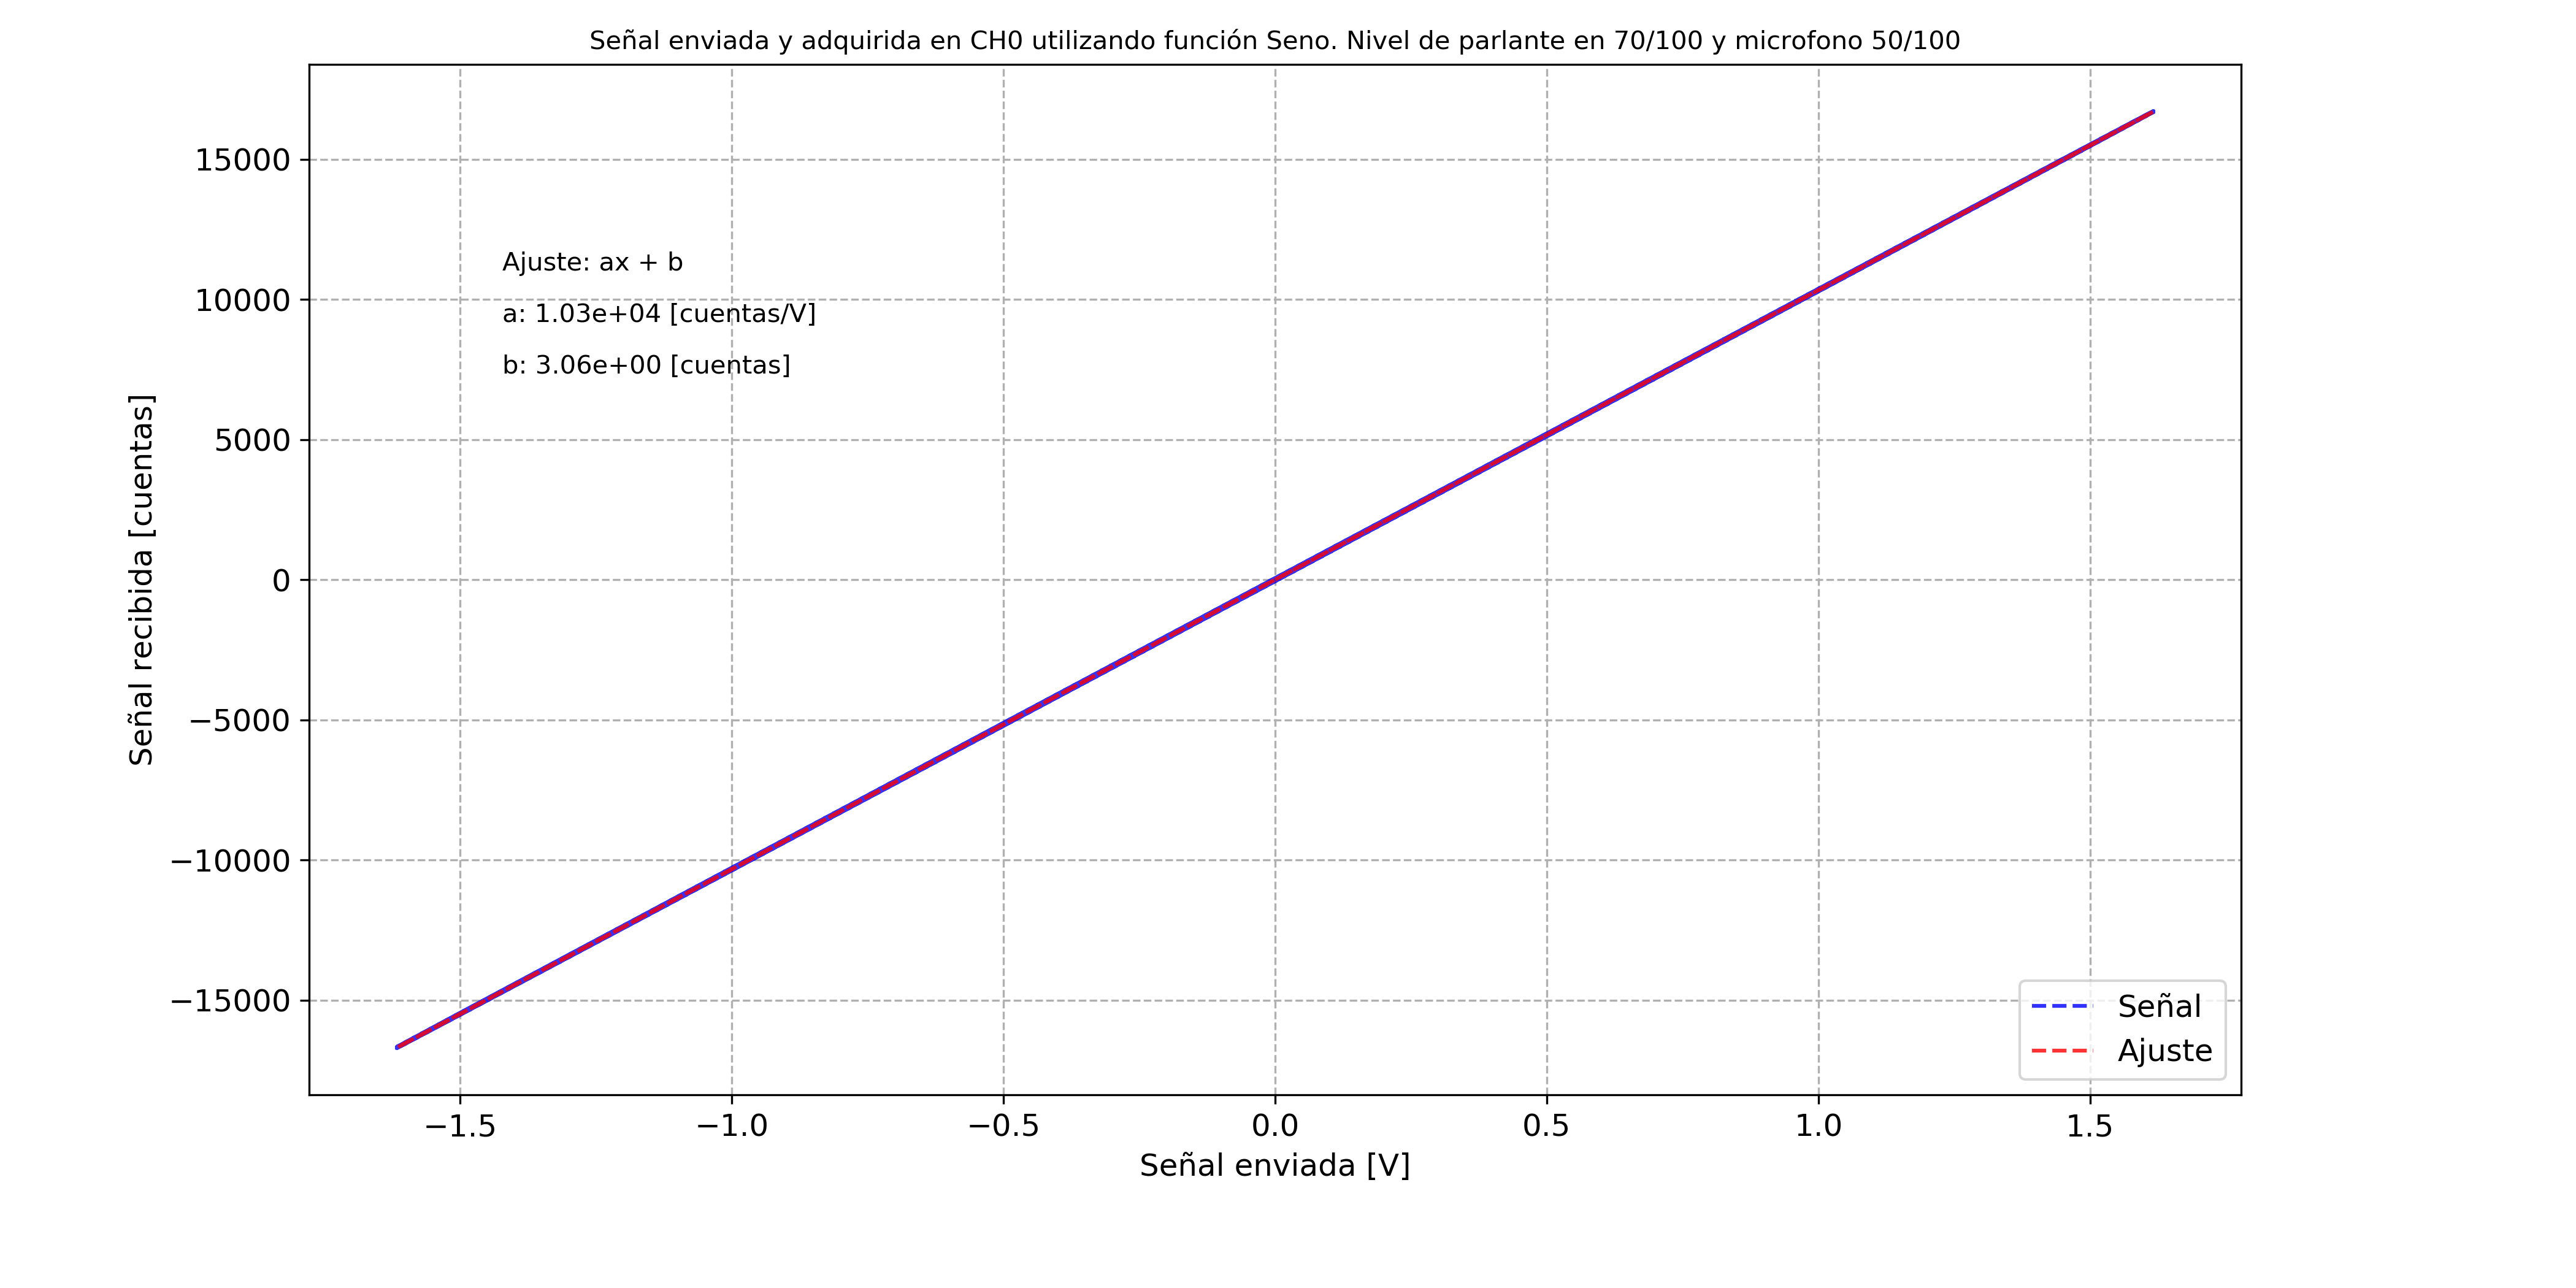 Señal enviada y adquirida en CH0 utilizando función Seno. Nivel de parlante en 70/100 y microfono 50/100
Señal recibida [cuentas]
15000
10000
5000
0
−5000
−10000
−15000
Ajuste: ax + b
a: 1.03e+04 [cuentas/V]
b: 3.06e+00 [cuentas]
Señal
Ajuste
−1.5 −1.0 −0.5 0.0 0.5 1.0 1.5
Señal enviada [V]